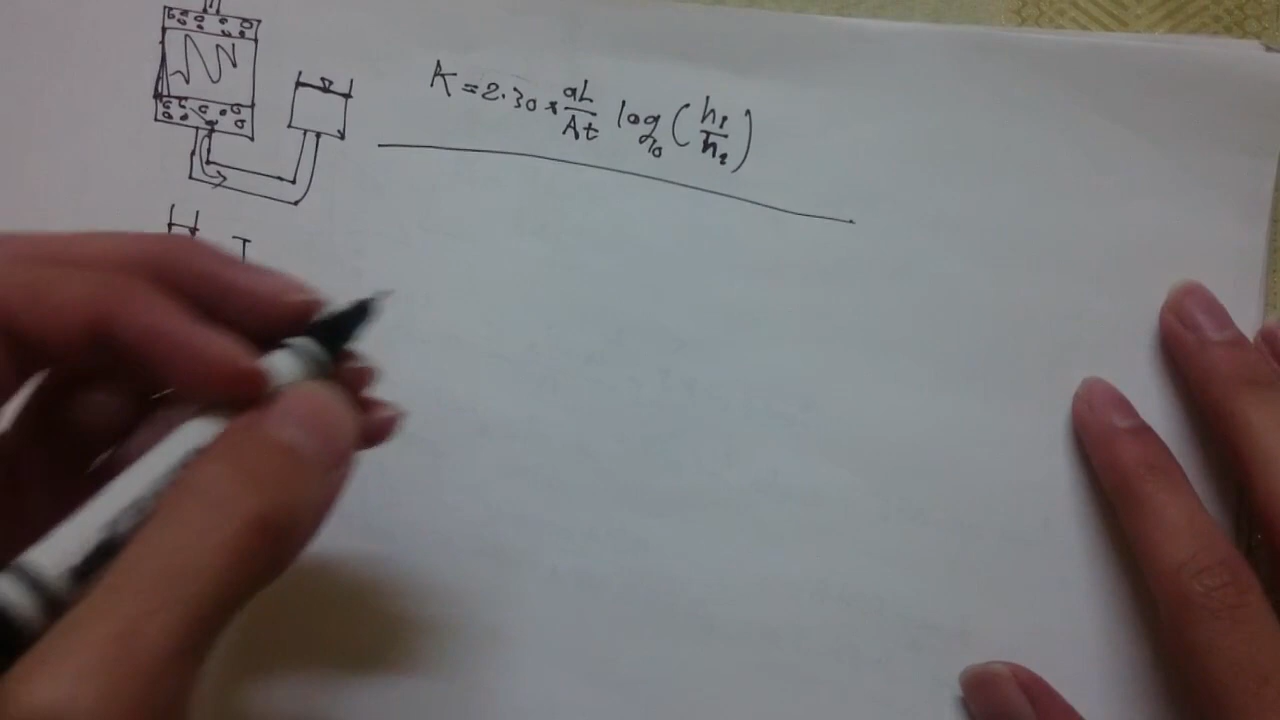 K = 2.30 * aL/At log10 (h1/h2)